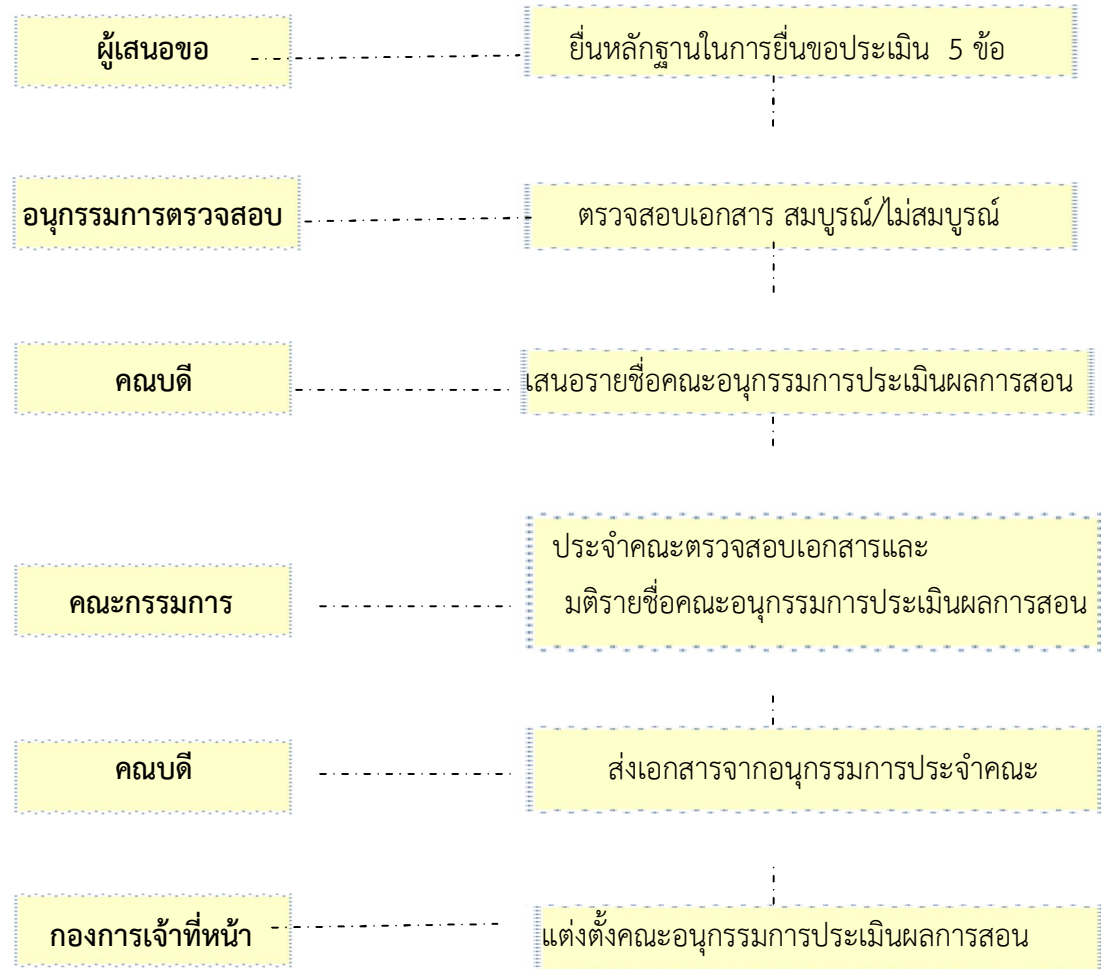 ผู้เสนอขอ
ยื่นหลักฐานในการยื่นขอประเมิน 5 ข้อ
อนุกรรมการตรวจสอบ
ตรวจสอบเอกสาร สมบูรณ์/ไม่สมบูรณ์
คณบดี
เสนอรายชื่อคณะอนุกรรมการประเมินผลการสอน
คณะกรรมการ
ประจำคณะตรวจสอบเอกสารและ
มติรายชื่อคณะอนุกรรมการประเมินผลการสอน
คณบดี
ส่งเอกสารจากอนุกรรมการประจำคณะ
กองการเจ้าที่หน้า
แต่งตั้งคณะอนุกรรมการประเมินผลการสอน